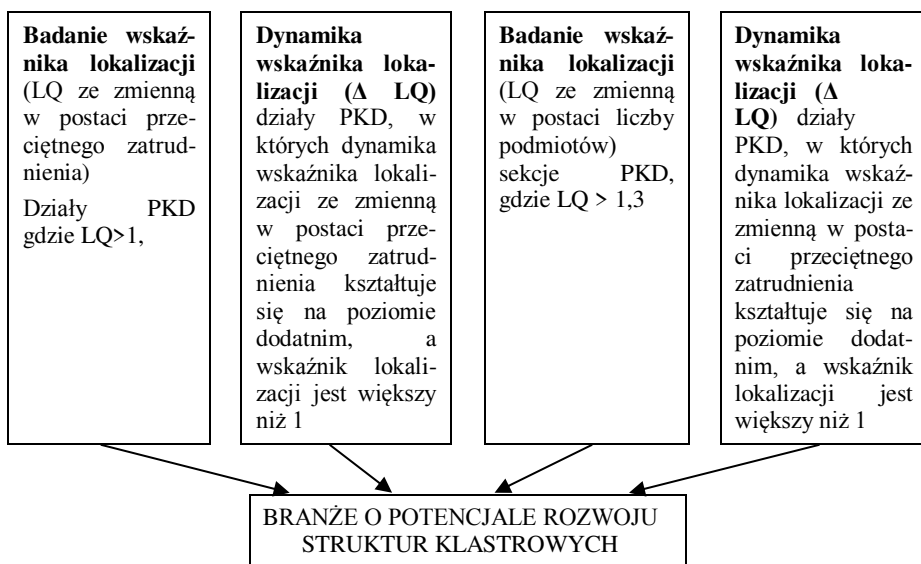 Badanie wskaź-
nika lokalizacji
(LQ ze zmienną
w postaci prze-
ciętnego zatrud-
nienia)
Działy PKD
gdzie LQ>1,
Dynamika
wskaźnika loka-
lizacji (Δ LQ)
działy PKD, w
których dynamika
wskaźnika lokali-
zacji ze zmienną
w postaci prze-
ciętnego zatrud-
nienia kształtuje
się na poziomie
dodatnim, a
wskaźnik lokali-
zacji jest większy
niż 1
Badanie wskaź-
nika lokalizacji
(LQ ze zmienną
w postaci liczby
podmiotów)
sekcje PKD,
gdzie LQ > 1,3
Dynamika
wskaźnika loka-
lizacji (Δ
LQ) działy
PKD, w których
dynamika wskaź-
nika lokalizacji ze
zmienną w posta-
ci przeciętnego
zatrudnienia
kształtuje się na
poziomie dodat-
nim, a wskaźnik
lokalizacji jest
większy niż 1
BRANŻE O POTENCJALE ROZWOJU
STRUKTUR KLASTROWYCH